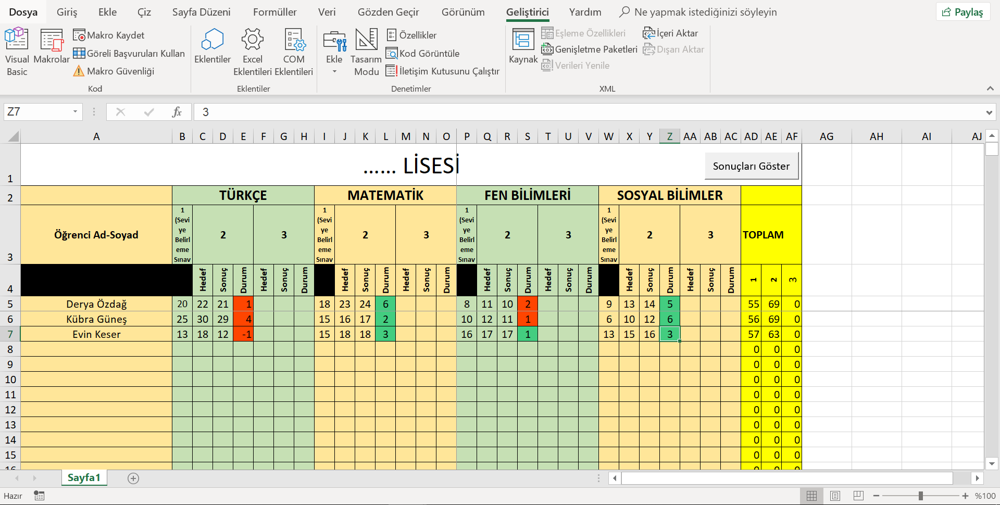 Dosya Giriş Ekle Çiz Sayfa Düzeni Formüller Veri Gözden Geçir Görünüm Geliştirici Yardım Ne yapmak istediğinizi söyleyin Paylaş
Visual Basic
Makrolar
Makro Kaydet
Göreli Başvuruları Kullan
Makro Güvenliği
Kod
Eklentiler
Excel Eklentileri
COM Eklentileri
Eklentiler
Ekle
Tasarım Modu
Özellikler
Kod Görüntüle
İletişim Kutusunu Çalıştır
Denetimler
Kaynak
Eşleme Özellikleri
Genişletme Paketleri
Verileri Yenile
İçeri Aktar
Dışarı Aktar
XML
Z7 fx 3
A B C D E F G H I J K L M N O P Q R S T U V W X Y Z AA AB AC AD AE AF AG AH AI AJ
1 ...... LİSESİ Sonuçları Göster
2 TÜRKÇE MATEMATİK FEN BİLİMLERİ SOSYAL BİLİMLER
3 Öğrenci Ad-Soyad 1 (Seviye Belirleme Sınav 2 3 1 (Seviye Belirleme Sınav 2 3 1 (Seviye Belirleme Sınav 2 3 1 (Seviye Belirleme Sınav 2 3 TOPLAM
4 Hedef Sonuç Durum Hedef Sonuç Durum Hedef Sonuç Durum Hedef Sonuç Durum Hedef Sonuç Durum Hedef Sonuç Durum Hedef Sonuç Durum Hedef Sonuç Durum 1 2 3
5 Derya Özdağ 20 22 21 1 18 23 24 6 8 11 10 2 9 13 14 5 55 69 0
6 Kübra Güneş 25 30 29 4 15 16 17 2 10 12 11 1 6 10 12 6 56 69 0
7 Evin Keser 13 18 12 -1 15 18 18 3 16 17 17 1 13 15 16 3 57 63 0
8 0 0 0
9 0 0 0
10 0 0 0
11 0 0 0
12 0 0 0
13 0 0 0
14 0 0 0
15 0 0 0
16 0 0 0
Sayfa1
Hazır %100